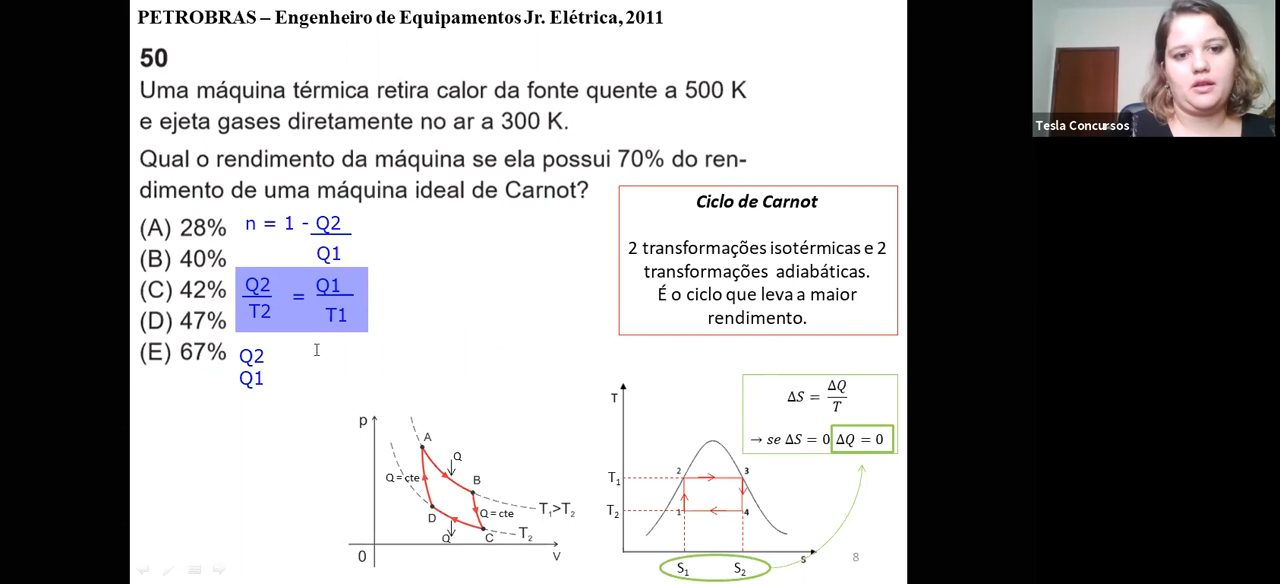 PETROBRAS – Engenheiro de Equipamentos Jr. Elétrica, 2011
50
Uma máquina térmica retira calor da fonte quente a 500 K
e ejeta gases diretamente no ar a 300 K.
Qual o rendimento da máquina se ela possui 70% do ren-
dimento de uma máquina ideal de Carnot?
(A) 28%
(B) 40%
(C) 42%
(D) 47%
(E) 67%
n = 1 - Q2
Q1
Q2 = Q1
T2 T1
Q2
Q1
Ciclo de Carnot
2 transformações isotérmicas e 2
transformações adiabáticas.
É o ciclo que leva a maior
rendimento.
ΔS = ΔQ
T
→ se ΔS = 0 ΔQ = 0
p
A
Q
Q = cte
B
T1>T2
Q = cte
D
Q
C
T2
0
V
T
2
3
T1
T2
1
4
S1
S2
s
8
Tesla Concursos